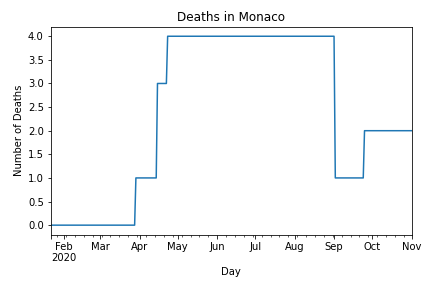 Deaths in Monaco
Number of Deaths
4.0
3.5
3.0
2.5
2.0
1.5
1.0
0.5
0.0
Feb Mar Apr May Jun Jul Aug Sep Oct Nov
2020
Day